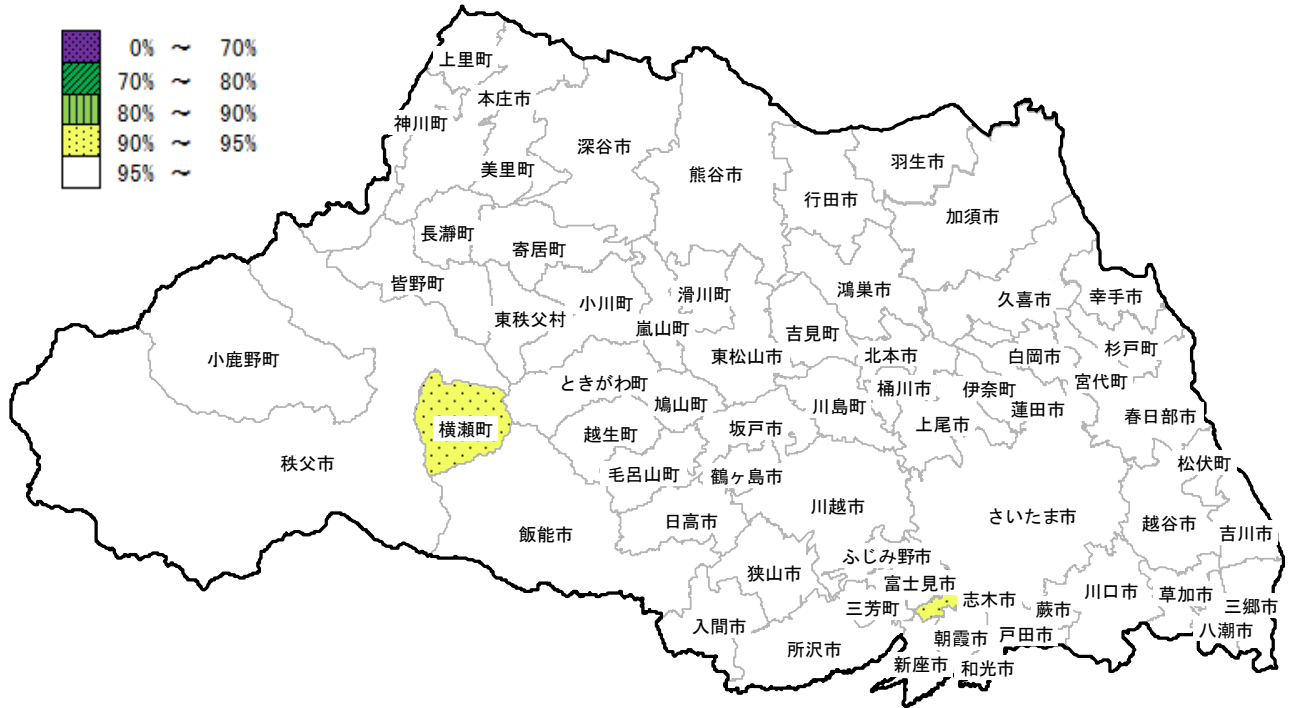 0% ～ 70%
70% ～ 80%
80% ～ 90%
90% ～ 95%
95% ～
上里町
本庄市
神川町
美里町
深谷市
熊谷市
行田市
羽生市
加須市
長瀞町
寄居町
皆野町
東秩父村
小川町
嵐山町
滑川町
東松山市
吉見町
鴻巣市
北本市
久喜市
幸手市
白岡市
杉戸町
宮代町
小鹿野町
ときがわ町
鳩山町
川島町
桶川市
伊奈町
蓮田市
春日部市
横瀬町
越生町
坂戸市
上尾市
秩父市
毛呂山町
鶴ヶ島市
川越市
松伏町
飯能市
日高市
さいたま市
越谷市
吉川市
狭山市
ふじみ野市
富士見市
三芳町
志木市
蕨市
川口市
草加市
三郷市
入間市
所沢市
朝霞市
戸田市
八潮市
新座市
和光市